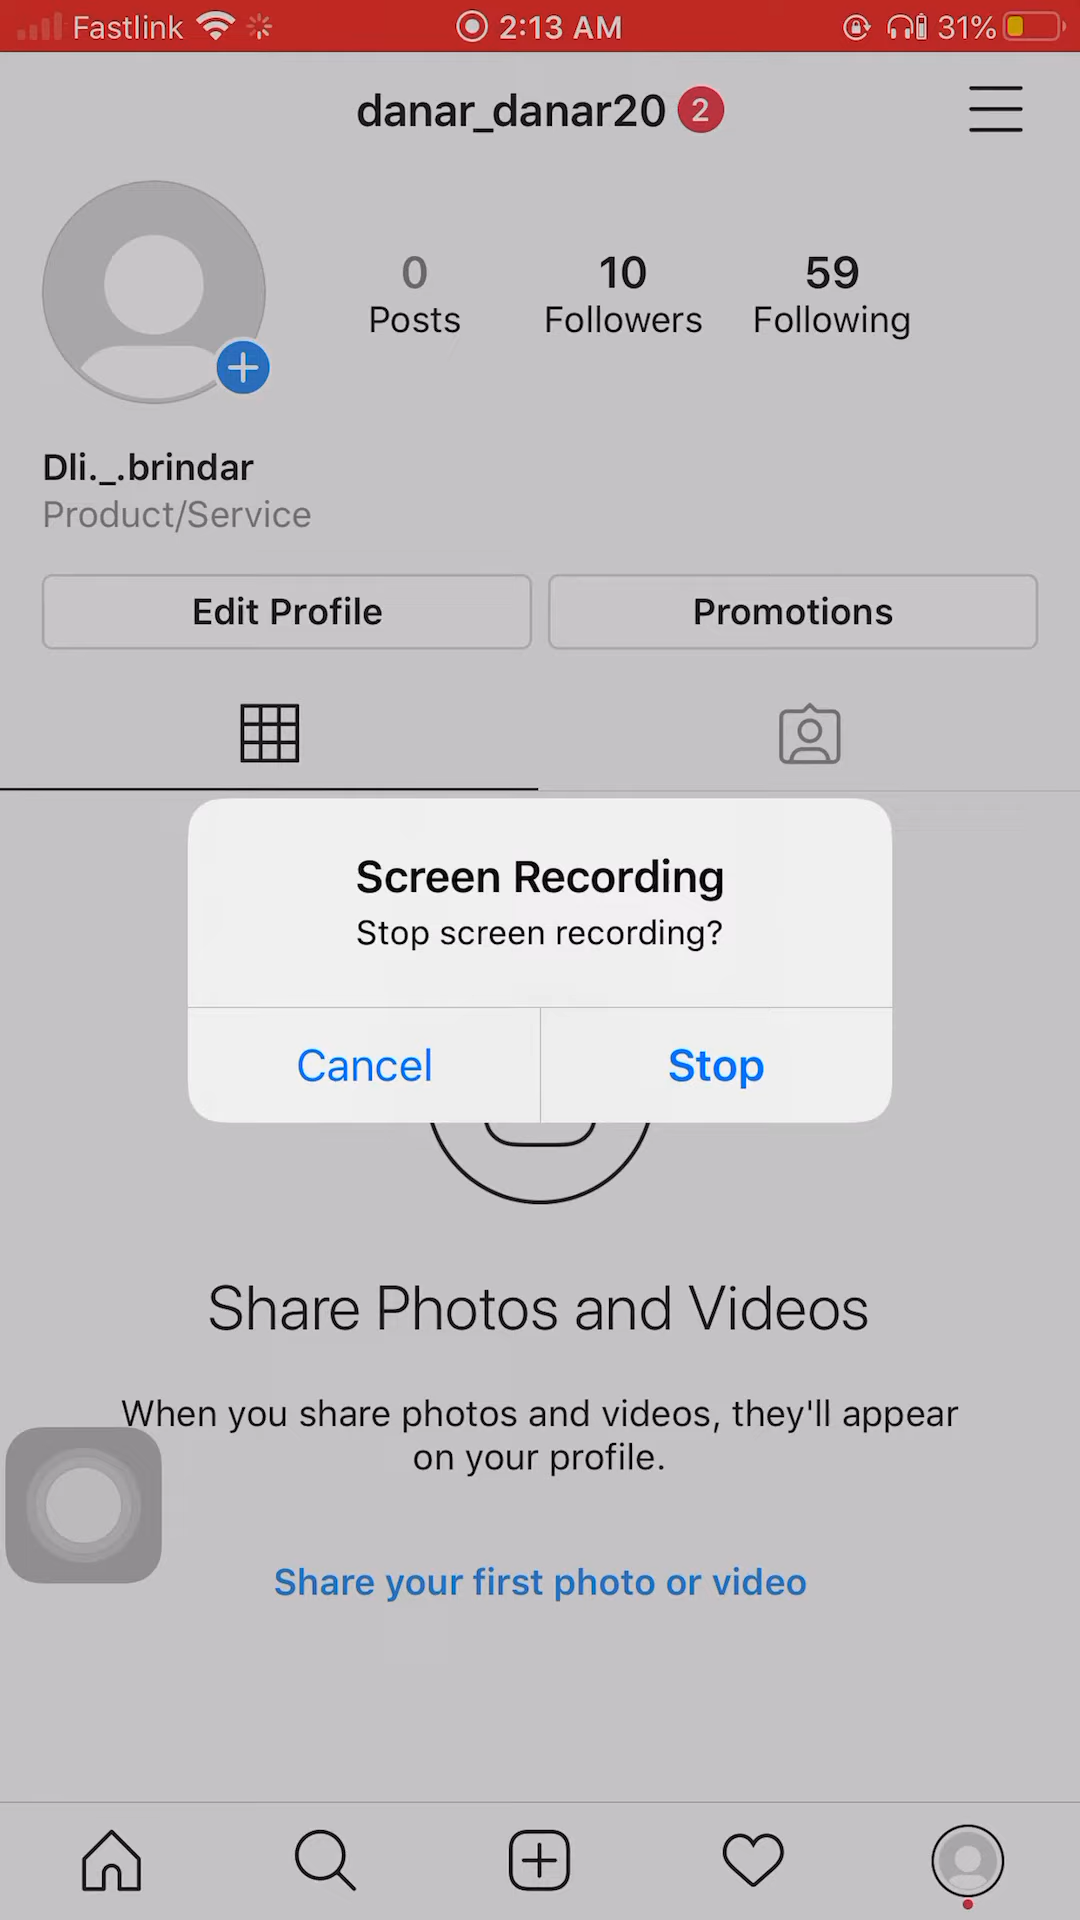 Fastlink 2:13 AM 31%
danar_danar20 2
0 10 59
Posts Followers Following
Dli._.brindar
Product/Service
Edit Profile Promotions
Screen Recording
Stop screen recording?
Cancel Stop
Share Photos and Videos
When you share photos and videos, they'll appear
on your profile.
Share your first photo or video